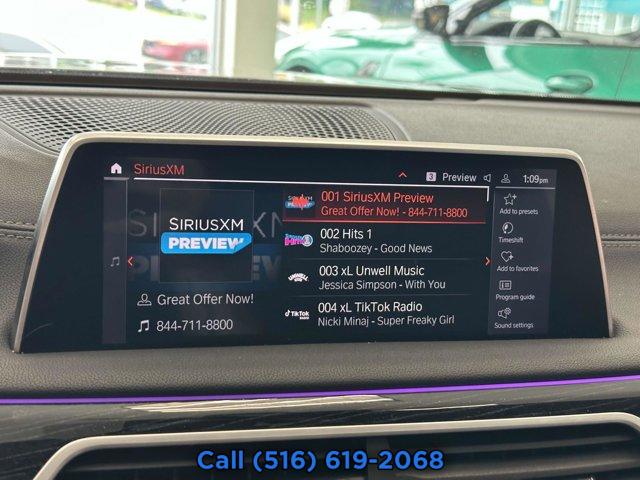 SiriusXM
3 Preview
1:09pm
SIRIUSXM
PREVIEW
Great Offer Now!
844-711-8800
001 SiriusXM Preview
Great Offer Now! - 844-711-8800
002 Hits 1
Shaboozey - Good News
003 xL Unwell Music
Jessica Simpson - With You
TikTok
RADIO
004 xL TikTok Radio
Nicki Minaj - Super Freaky Girl
Add to presets
Timeshift
Add to favorites
Program guide
Sound settings
Call (516) 619-2068